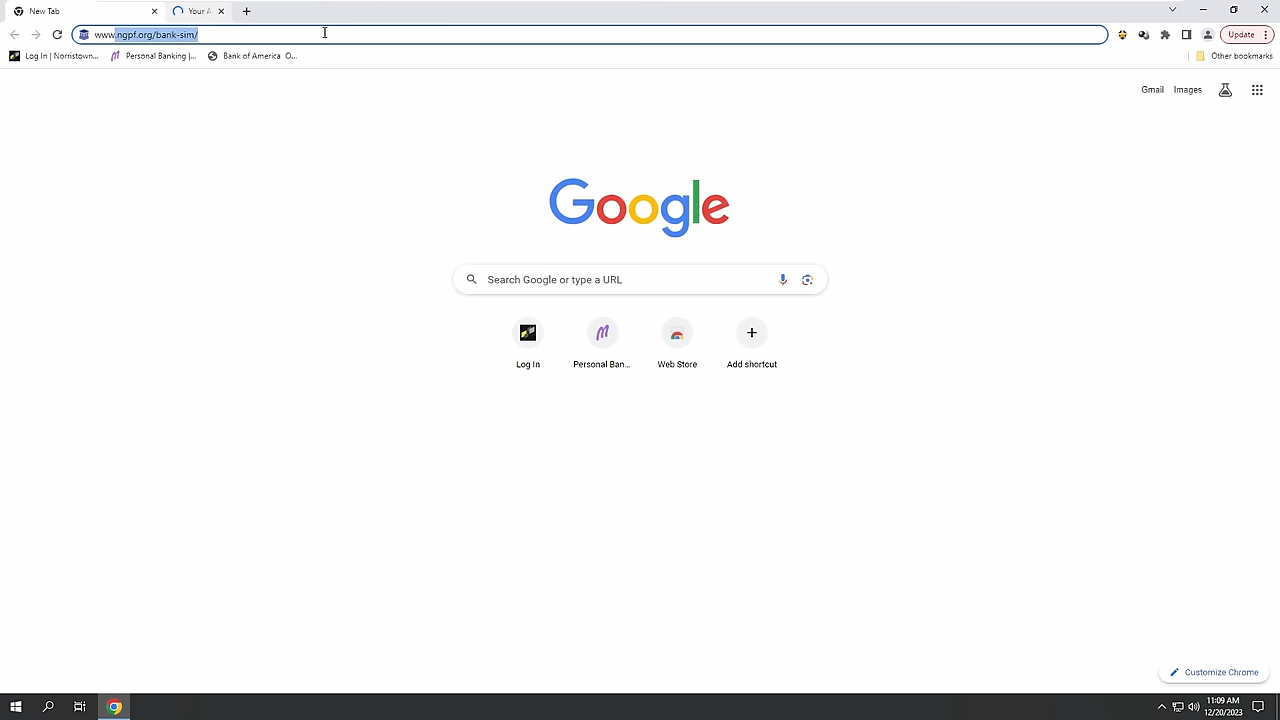 New Tab
Your A
www.ngpf.org/bank-sim/
Update
Log In | Norristown...
Personal Banking |...
Bank of America O...
Other bookmarks
Gmail
Images
Google
Search Google or type a URL
Log In
Personal Ban...
Web Store
Add shortcut
Customize Chrome
11:09 AM
12/20/2023